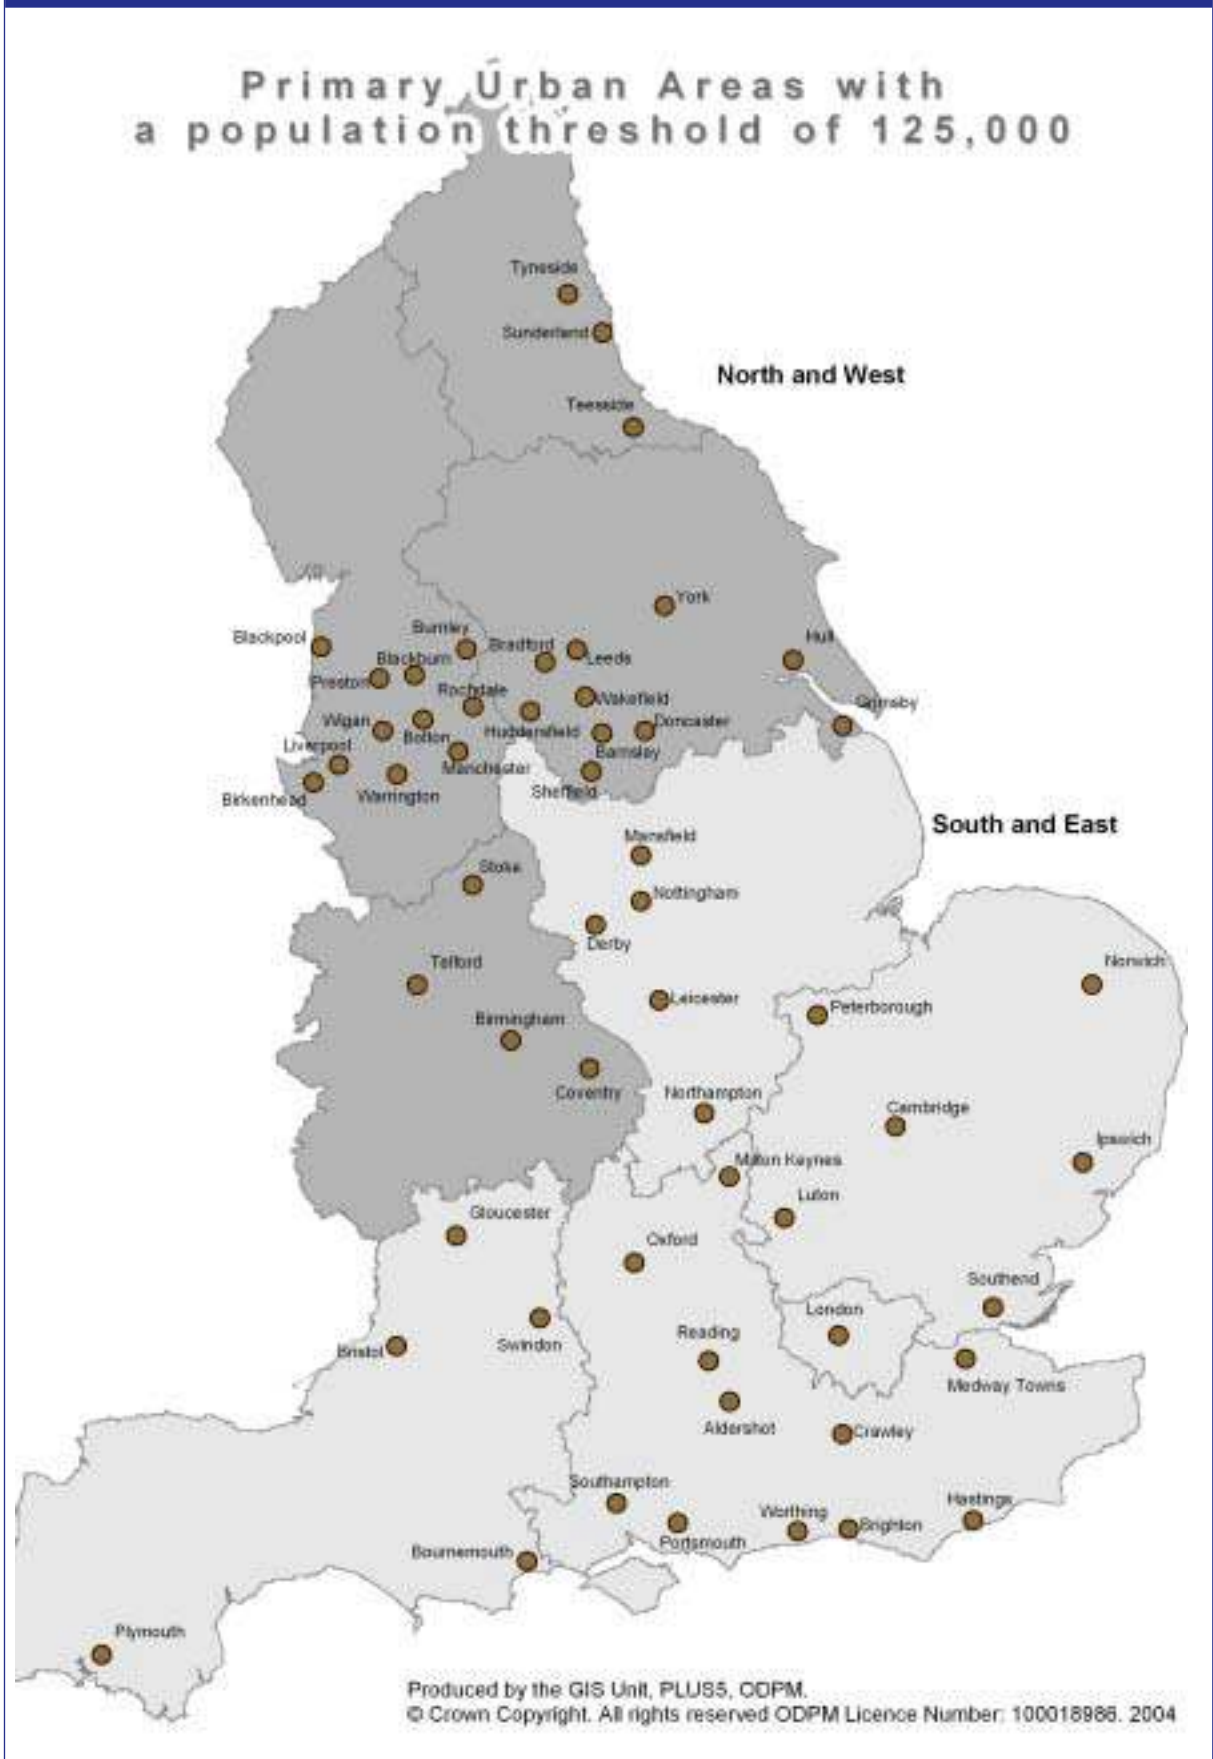 Primary Urban Areas with
a population threshold of 125,000
Tyneside
Sunderland
North and West
Teesside
York
Blackpool
Burnley
Bradford
Hull
Blackburn
Leeds
Preston
Rochdale
Wakefield
Grimsby
Wigan
Bolton
Huddersfield
Doncaster
Liverpool
Manchester
Barnsley
Birkenhead
Warrington
Sheffield
South and East
Mansfield
Stoke
Nottingham
Derby
Telford
Norwich
Leicester
Peterborough
Birmingham
Coventry
Northampton
Cambridge
Ipswich
Milton Keynes
Luton
Gloucester
Oxford
Southend
London
Reading
Swindon
Bristol
Medway Towns
Aldershot
Crawley
Southampton
Hastings
Worthing
Brighton
Portsmouth
Bournemouth
Plymouth
Produced by the GIS Unit, PLUS5, ODPM.
© Crown Copyright. All rights reserved ODPM Licence Number: 100018986. 2004